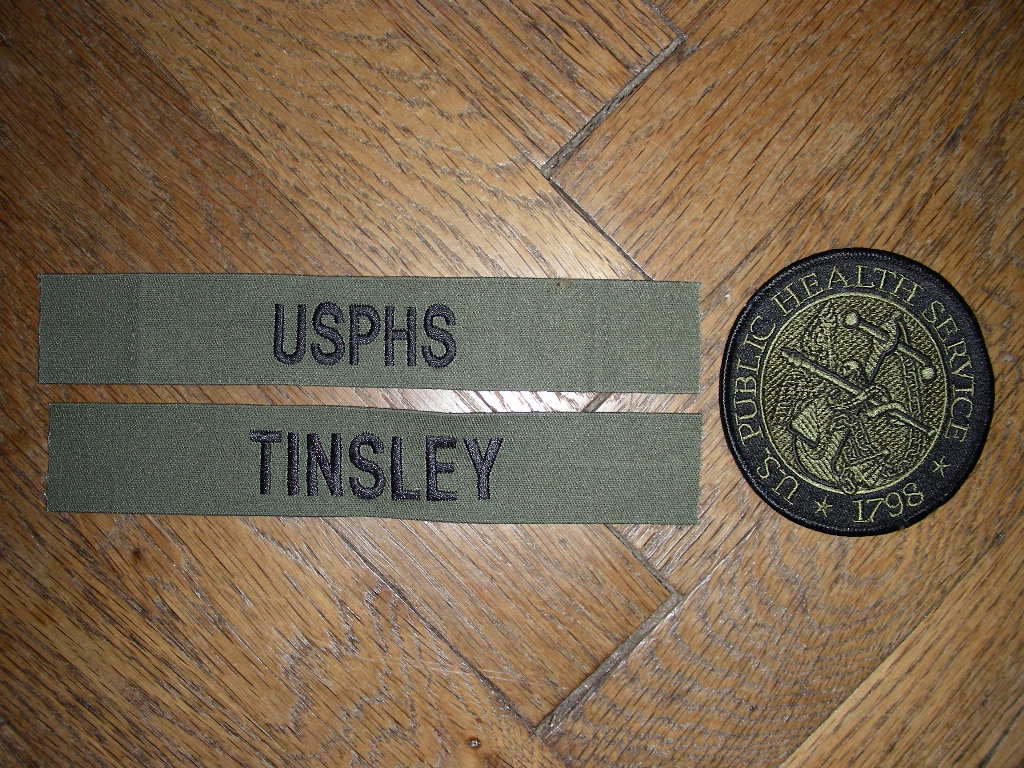 USPHS
TINSLEY
U.S. PUBLIC HEALTH SERVICE
1798